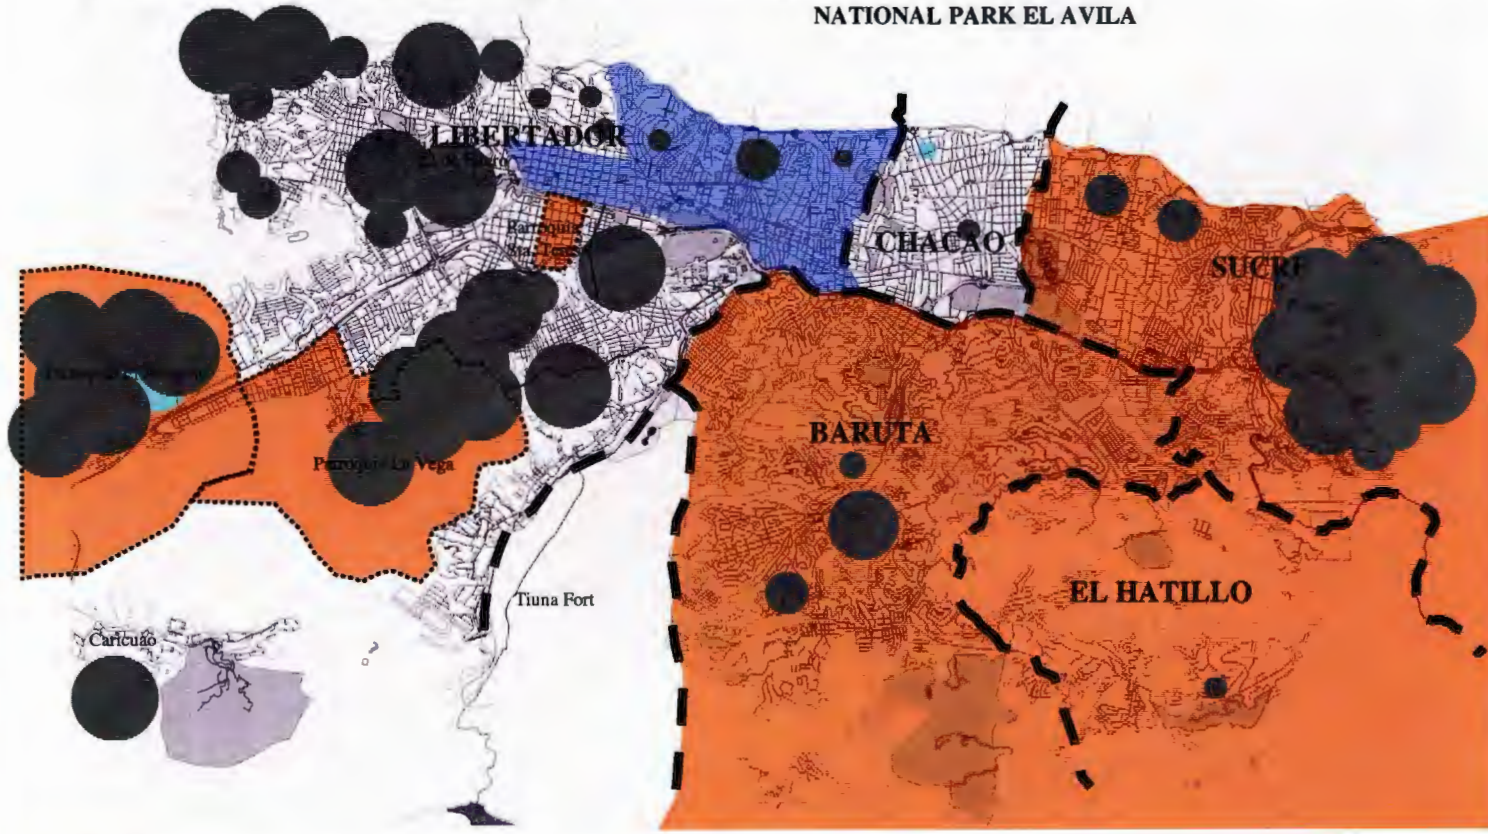 NATIONAL PARK EL AVILA
LIBERTADOR
CHACAO
SUCRE
BARUTA
Parroquia La Vega
EL HATILLO
Tiuna Fort
Caricuao